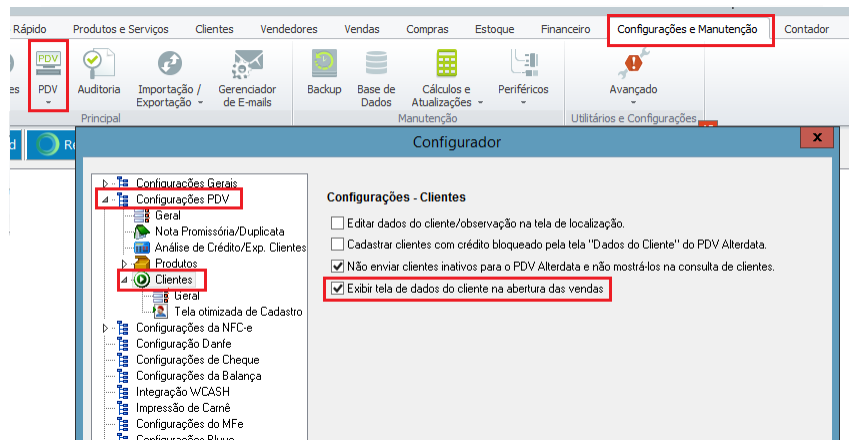 Rápido Produtos e Serviços Clientes Vendedores Vendas Compras Estoque Financeiro Configurações e Manutenção Contador
es PDV Auditoria Importação / Exportação Gerenciador de E-mails Backup Base de Dados Cálculos e Atualizações Periféricos Avançado
Principal Manutenção Utilitários e Configurações
Configurador
x
Configurações Gerais
Configurações PDV
Geral
Nota Promissória/Duplicata
Análise de Crédito/Exp. Clientes
Produtos
Clientes
Geral
Tela otimizada de Cadastro
Configurações da NFC-e
Configuração Danfe
Configurações de Cheque
Configurações da Balança
Integração WCASH
Impressão de Carnê
Configurações do MFe
Configurações - Clientes
Editar dados do cliente/observação na tela de localização.
Cadastrar clientes com crédito bloqueado pela tela "Dados do Cliente" do PDV Alterdata.
Não enviar clientes inativos para o PDV Alterdata e não mostrá-los na consulta de clientes.
Exibir tela de dados do cliente na abertura das vendas